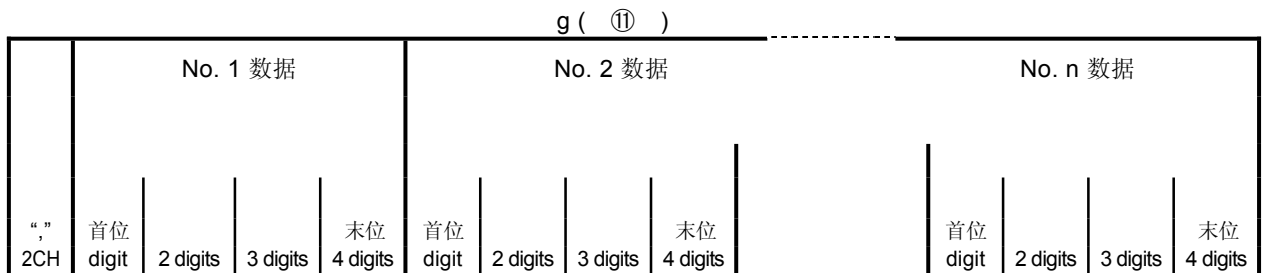 g ( ⑪ )
No. 1 数据 No. 2 数据 No. n 数据
“,” 首位 末位 首位 末位 首位 末位
2CH digit 2 digits 3 digits 4 digits digit 2 digits 3 digits 4 digits digit 2 digits 3 digits 4 digits